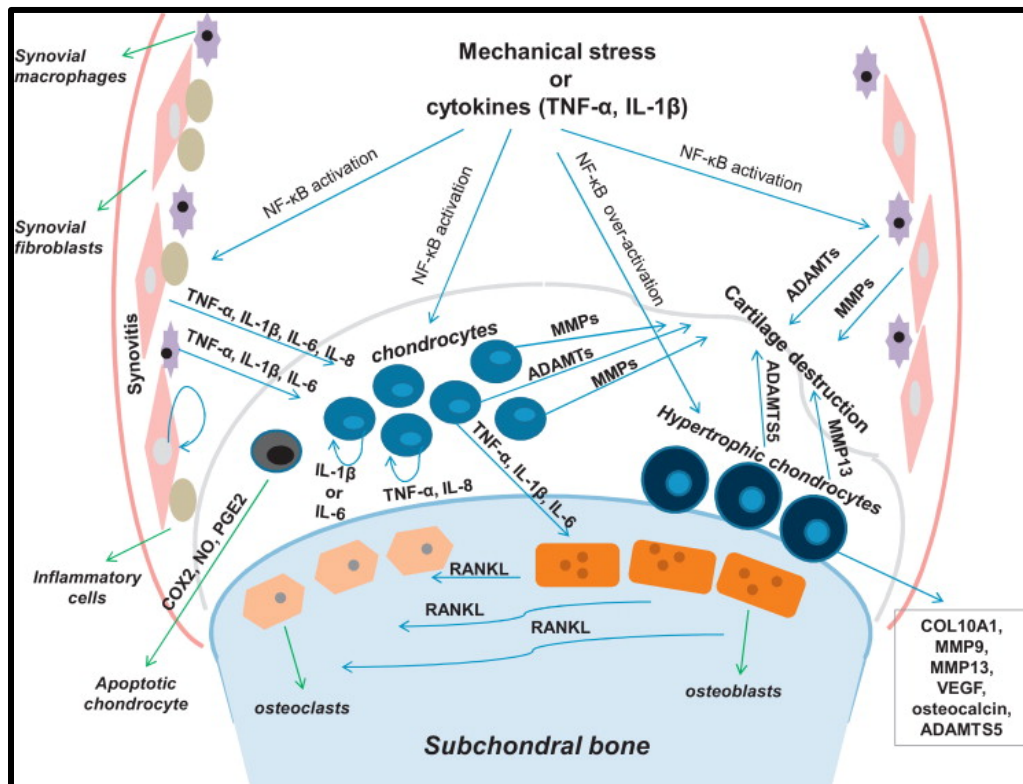 Mechanical stress
or
cytokines (TNF-α, IL-1β)
Synovial
macrophages
Synovial
fibroblasts
NF-κB activation
NF-κB activation
NF-κB over-activation
NF-κB activation
ADAMTs
MMPs
Synovitis
TNF-α, IL-1β, IL-6, IL-8
TNF-α, IL-1β, IL-6
chondrocytes
MMPs
ADAMTs
MMPs
Cartilage destruction
ADAMTS5
MMP13
Hypertrophic chondrocytes
IL-1β
or
IL-6
TNF-α, IL-8
TNF-α, IL-1β, IL-6
COX2, NO, PGE2
Inflammatory
cells
Apoptotic
chondrocyte
RANKL
RANKL
RANKL
osteoclasts
osteoblasts
Subchondral bone
COL10A1,
MMP9,
MMP13,
VEGF,
osteocalcin,
ADAMTS5